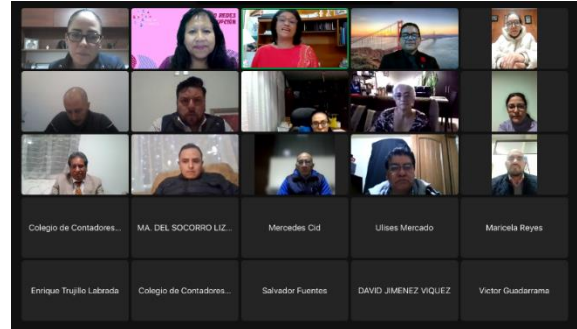 REDES
Colegio de Contadores...
MA. DEL SOCORRO LIZ...
Mercedes Cid
Ulises Mercado
Maricela Reyes
Enrique Trujillo Labrada
Colegio de Contadores...
Salvador Fuentes
DAVID JIMENEZ VIQUEZ
Victor Guadarrama